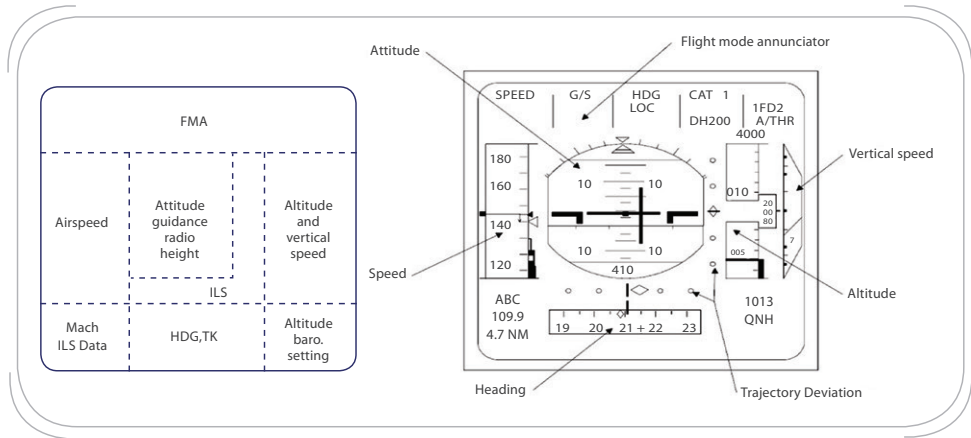 FMA
Airspeed
Attitude
guidance
radio
height
Altitude
and
vertical
speed
ILS
Mach
ILS Data
HDG,TK
Altitude
baro.
setting
Attitude
Flight mode annunciator
SPEED
G/S
HDG
LOC
CAT 1
DH200
1FD2
A/THR
4000
180
160
140
120
10 10
10 10
410
010
005
20
00
80
7
Vertical speed
Speed
Altitude
ABC
109.9
4.7 NM
1013
QNH
19 20 21 + 22 23
Heading
Trajectory Deviation